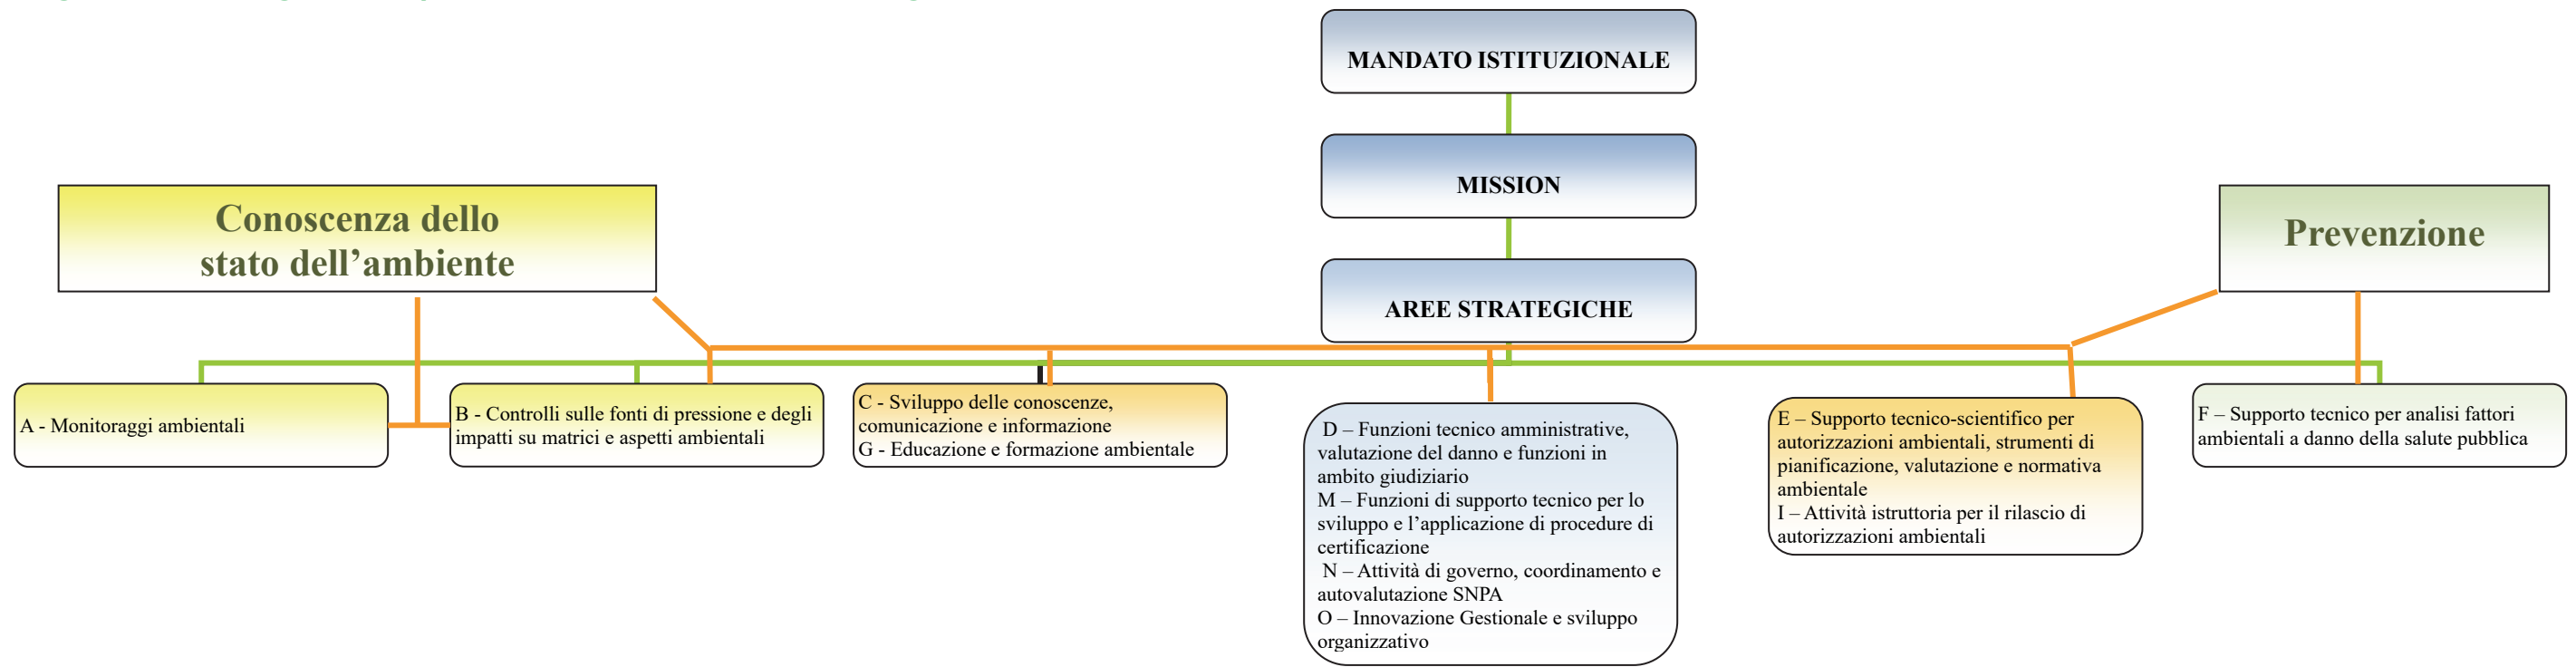 MANDATO ISTITUZIONALE
MISSION
AREE STRATEGICHE
Conoscenza dello
stato dell’ambiente
Prevenzione
A - Monitoraggi ambientali
B - Controlli sulle fonti di pressione e degli
impatti su matrici e aspetti ambientali
C - Sviluppo delle conoscenze,
comunicazione e informazione
G - Educazione e formazione ambientale
D – Funzioni tecnico amministrative,
valutazione del danno e funzioni in
ambito giudiziario
M – Funzioni di supporto tecnico per lo
sviluppo e l’applicazione di procedure di
certificazione
N – Attività di governo, coordinamento e
autovalutazione SNPA
O – Innovazione Gestionale e sviluppo
organizzativo
E – Supporto tecnico-scientifico per
autorizzazioni ambientali, strumenti di
pianificazione, valutazione e normativa
ambientale
I – Attività istruttoria per il rilascio di
autorizzazioni ambientali
F – Supporto tecnico per analisi fattori
ambientali a danno della salute pubblica